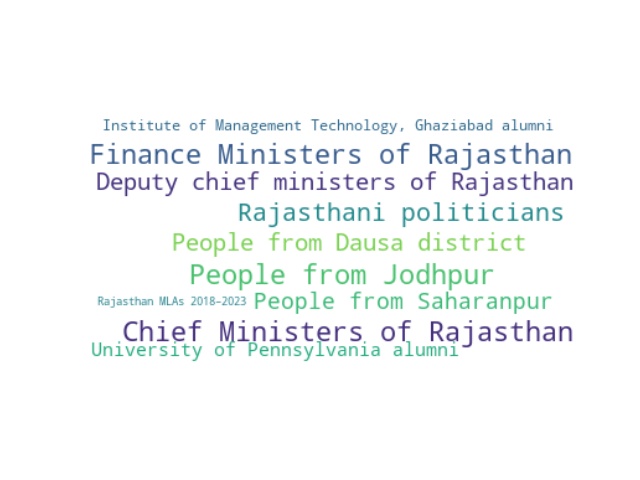 Institute of Management Technology, Ghaziabad alumni
Finance Ministers of Rajasthan
Deputy chief ministers of Rajasthan
Rajasthani politicians
People from Dausa district
People from Jodhpur
Rajasthan MLAs 2018–2023 People from Saharanpur
Chief Ministers of Rajasthan
University of Pennsylvania alumni